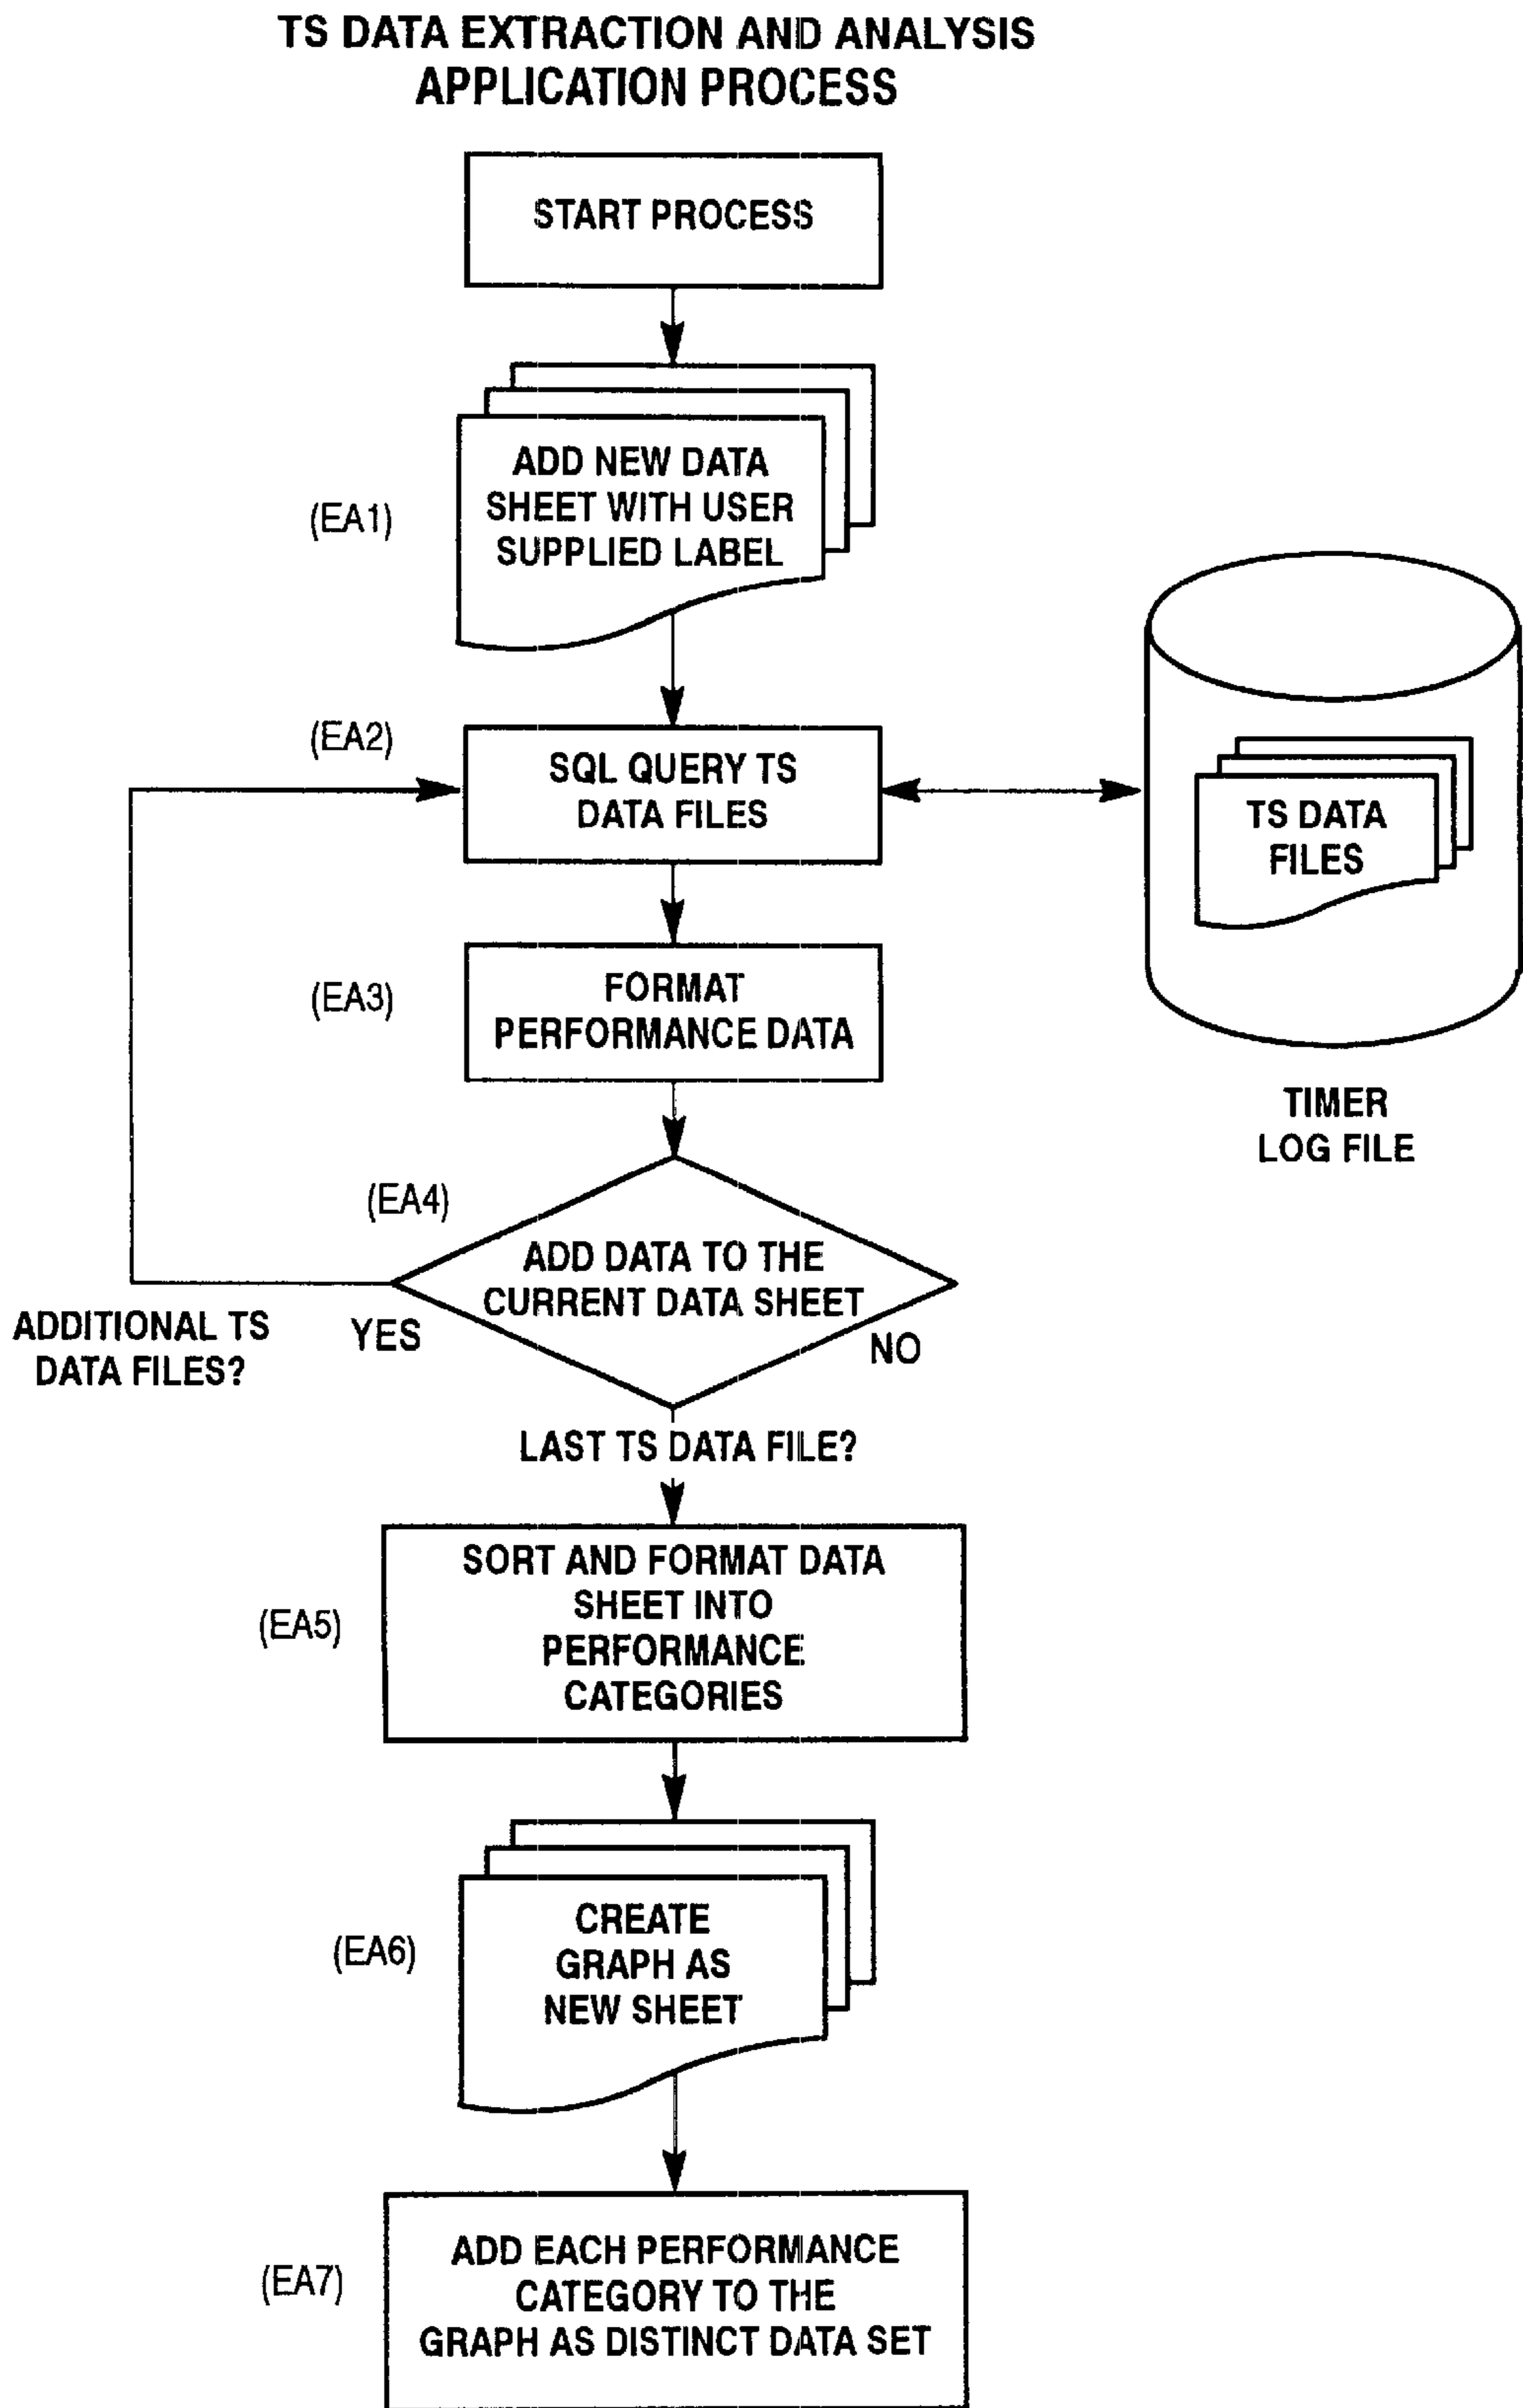 TS DATA EXTRACTION AND ANALYSIS
APPLICATION PROCESS
START PROCESS
(EA1)
ADD NEW DATA
SHEET WITH USER
SUPPLIED LABEL
(EA2)
SQL QUERY TS
DATA FILES
TS DATA
FILES
TIMER
LOG FILE
(EA3)
FORMAT
PERFORMANCE DATA
(EA4)
ADD DATA TO THE
CURRENT DATA SHEET
ADDITIONAL TS
DATA FILES?
YES
NO
LAST TS DATA FILE?
(EA5)
SORT AND FORMAT DATA
SHEET INTO
PERFORMANCE
CATEGORIES
(EA6)
CREATE
GRAPH AS
NEW SHEET
(EA7)
ADD EACH PERFORMANCE
CATEGORY TO THE
GRAPH AS DISTINCT DATA SET